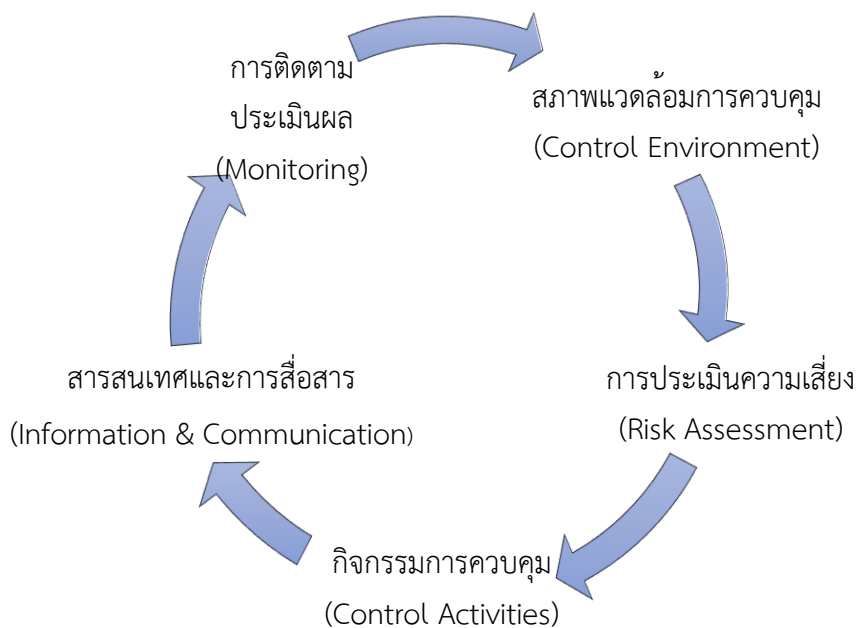 การติดตาม
ประเมินผล
(Monitoring)
สภาพแวดล้อมการควบคุม
(Control Environment)
การประเมินความเสี่ยง
(Risk Assessment)
กิจกรรมการควบคุม
(Control Activities)
สารสนเทศและการสื่อสาร
(Information & Communication)